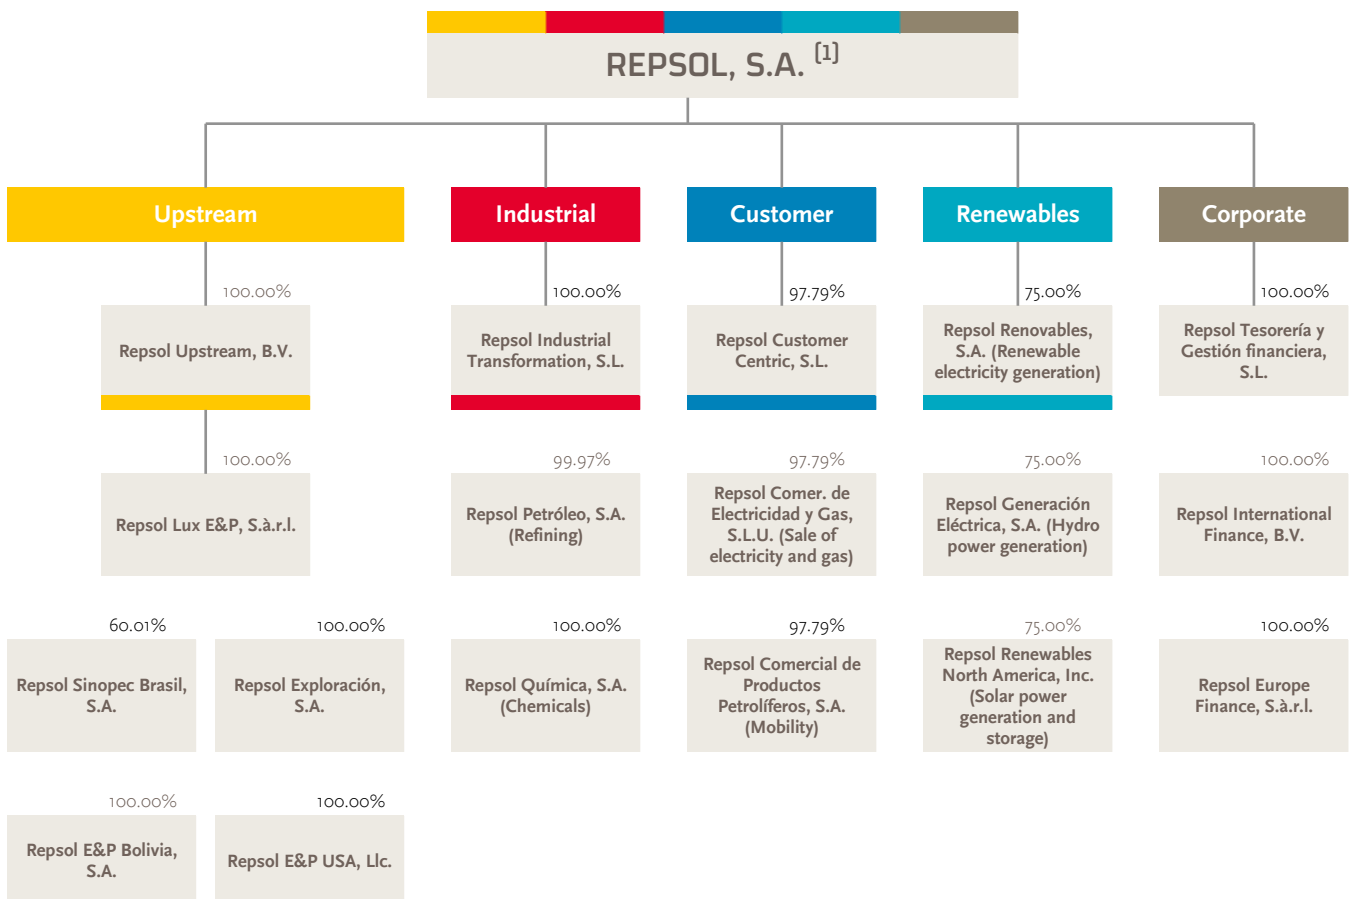 REPSOL, S.A. (1)
Upstream
Industrial
Customer
Renewables
Corporate
100.00%
100.00%
97.79%
75.00%
100.00%
Repsol Upstream, B.V.
Repsol Industrial
Transformation, S.L.
Repsol Customer
Centric, S.L.
Repsol Renovables,
S.A. (Renewable
electricity generation)
Repsol Tesorería y
Gestión financiera,
S.L.
100.00%
99.97%
97.79%
75.00%
100.00%
Repsol Lux E&P, S.à.r.l.
Repsol Petróleo, S.A.
(Refining)
Repsol Comer. de
Electricidad y Gas,
S.L.U. (Sale of
electricity and gas)
Repsol Generación
Eléctrica, S.A. (Hydro
power generation)
Repsol International
Finance, B.V.
60.01%
100.00%
100.00%
97.79%
75.00%
100.00%
Repsol Sinopec Brasil,
S.A.
Repsol Exploración,
S.A.
Repsol Química, S.A.
(Chemicals)
Repsol Comercial de
Productos
Petrolíferos, S.A.
(Mobility)
Repsol Renewables
North America, Inc.
(Solar power
generation and
storage)
Repsol Europe
Finance, S.à.r.l.
100.00%
100.00%
Repsol E&P Bolivia,
S.A.
Repsol E&P USA, Llc.